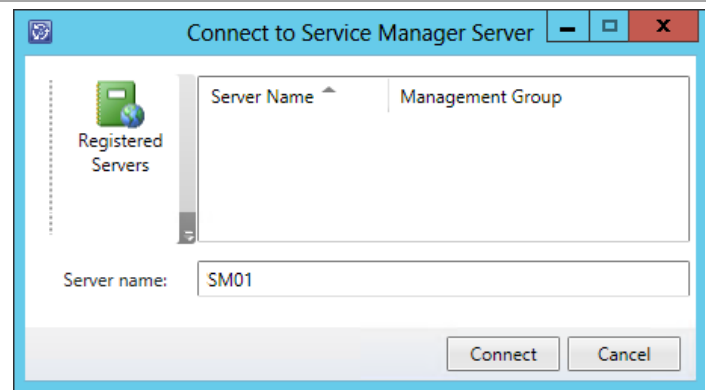 Connect to Service Manager Server
Server Name
Management Group
Registered
Servers
Server name:
SM01
Connect
Cancel